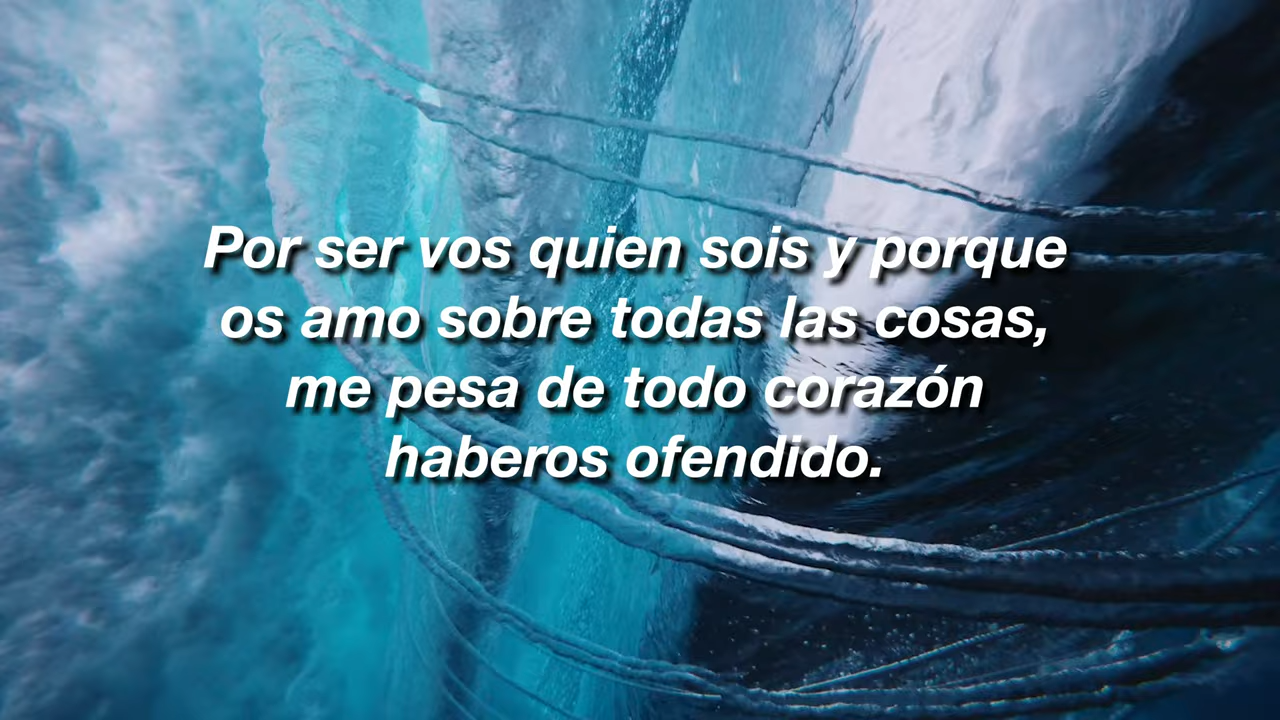 Por ser vos quien sois y porque
os amo sobre todas las cosas,
me pesa de todo corazón
haberos ofendido.